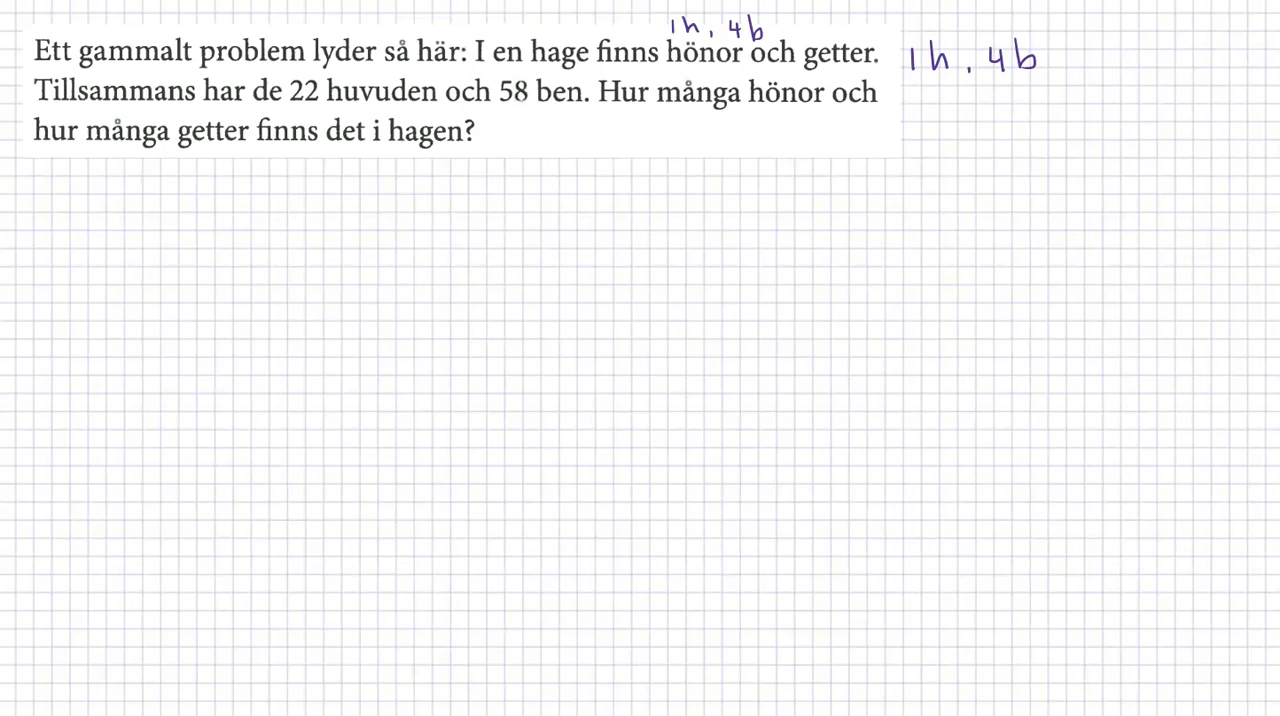 1h, 4b
Ett gammalt problem lyder så här: I en hage finns hönor och getter. 1h, 4b
Tillsammans har de 22 huvuden och 58 ben. Hur många hönor och
hur många getter finns det i hagen?